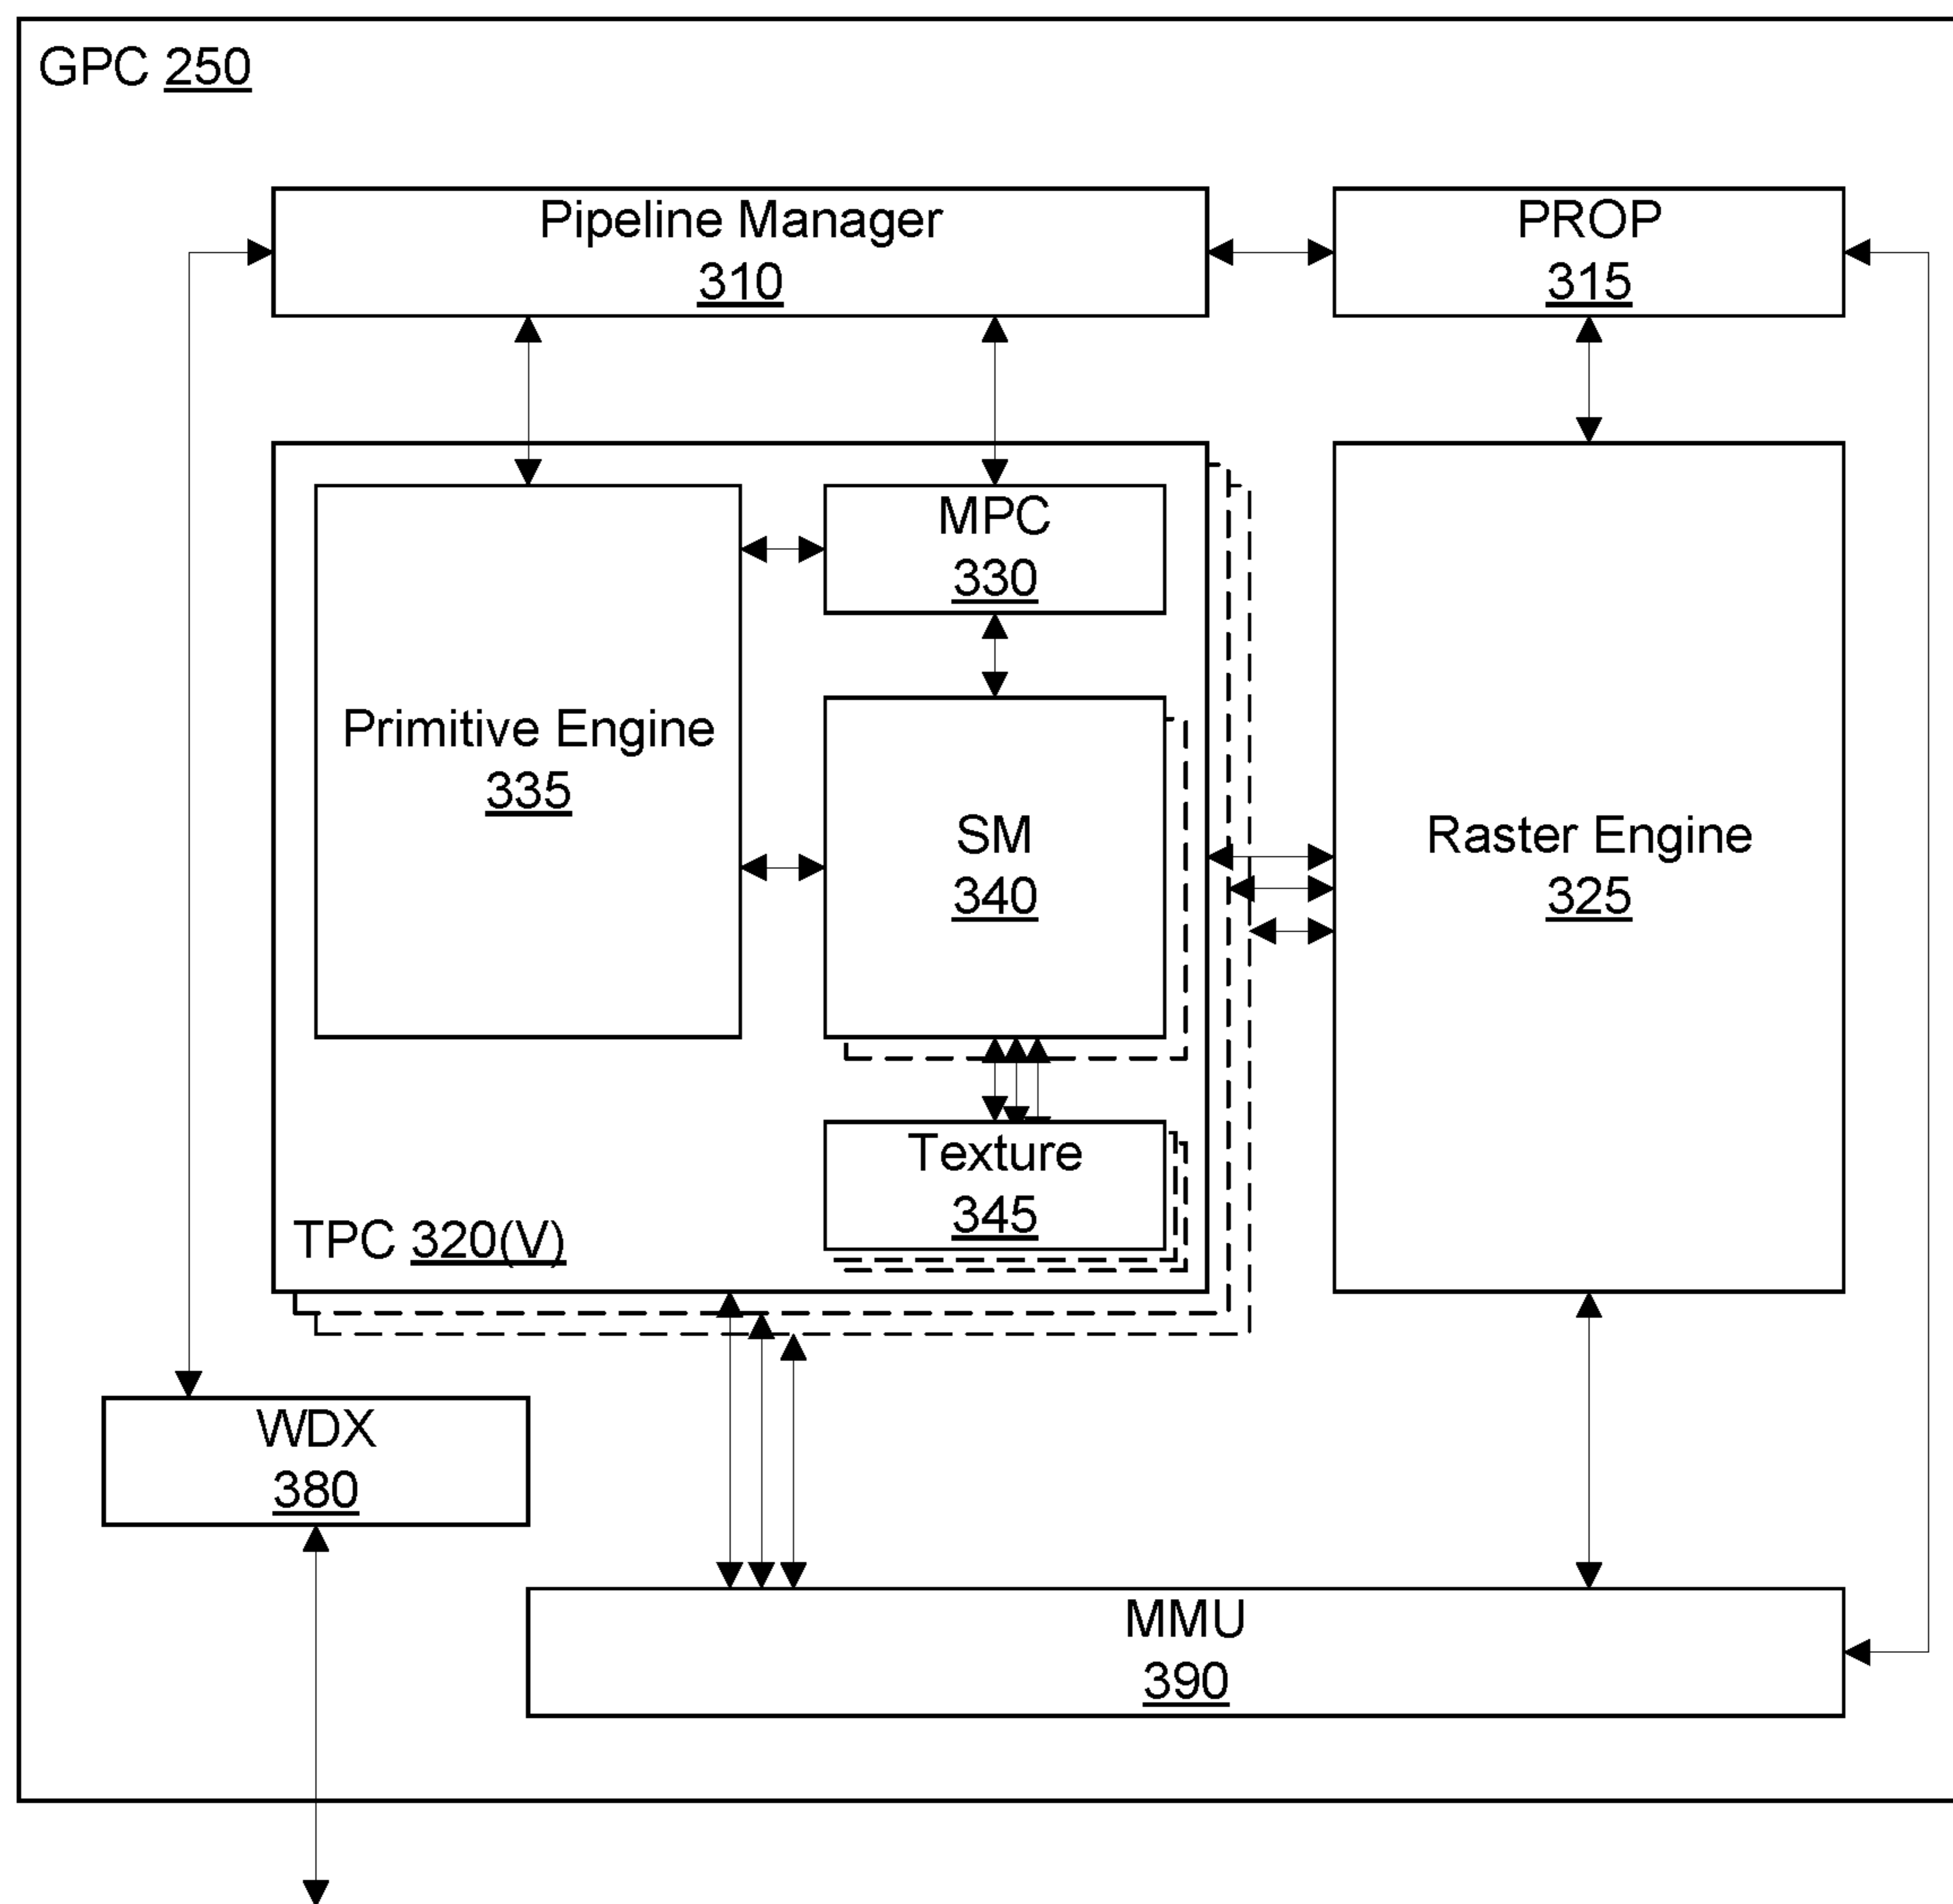 GPC 250
Pipeline Manager
310
PROP
315
MPC
330
Primitive Engine
335
SM
340
Raster Engine
325
Texture
345
TPC 320(V)
WDX
380
MMU
390